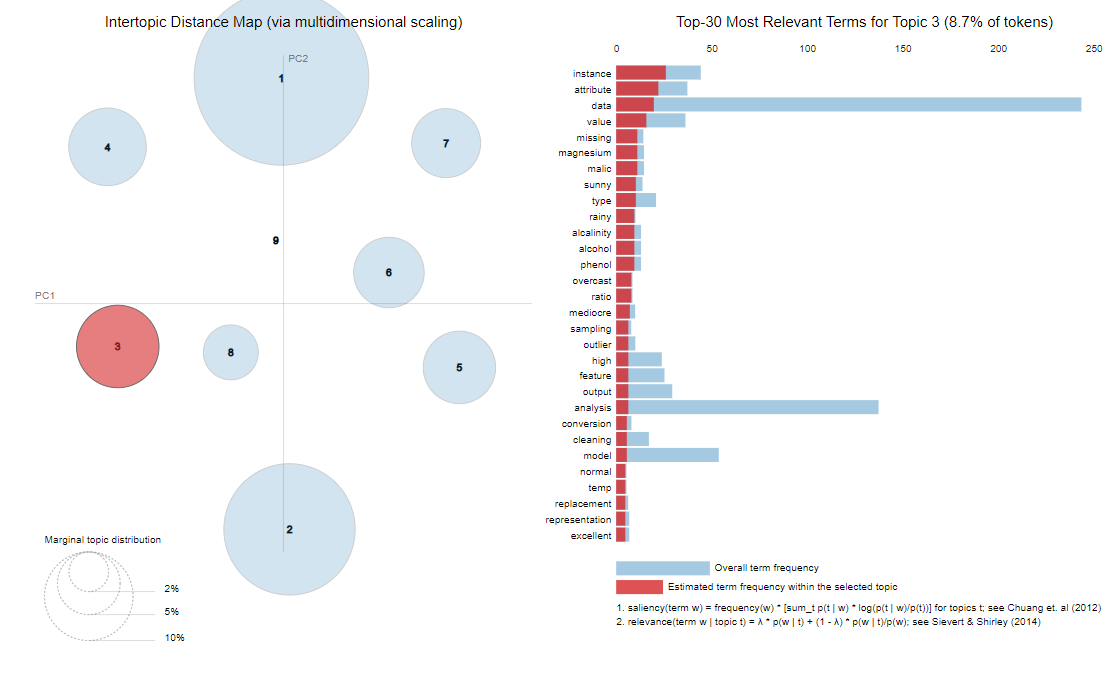 Intertopic Distance Map (via multidimensional scaling)
PC2
1
4
7
9
6
PC1
3
8
5
2
Marginal topic distribution
2%
5%
10%
Top-30 Most Relevant Terms for Topic 3 (8.7% of tokens)
0 50 100 150 200 250
instance
attribute
data
value
missing
magnesium
malic
sunny
type
rainy
alcalinity
alcohol
phenol
overcast
ratio
mediocre
sampling
outlier
high
feature
output
analysis
conversion
cleaning
model
normal
temp
replacement
representation
excellent
Overall term frequency
Estimated term frequency within the selected topic
1. saliency(term w) = frequency(w) * [sum_t p(t | w) * log(p(t | w)/p(t))] for topics t; see Chuang et. al (2012)
2. relevance(term w | topic t) = λ * p(w | t) + (1 - λ) * p(w | t)/p(w); see Sievert & Shirley (2014)